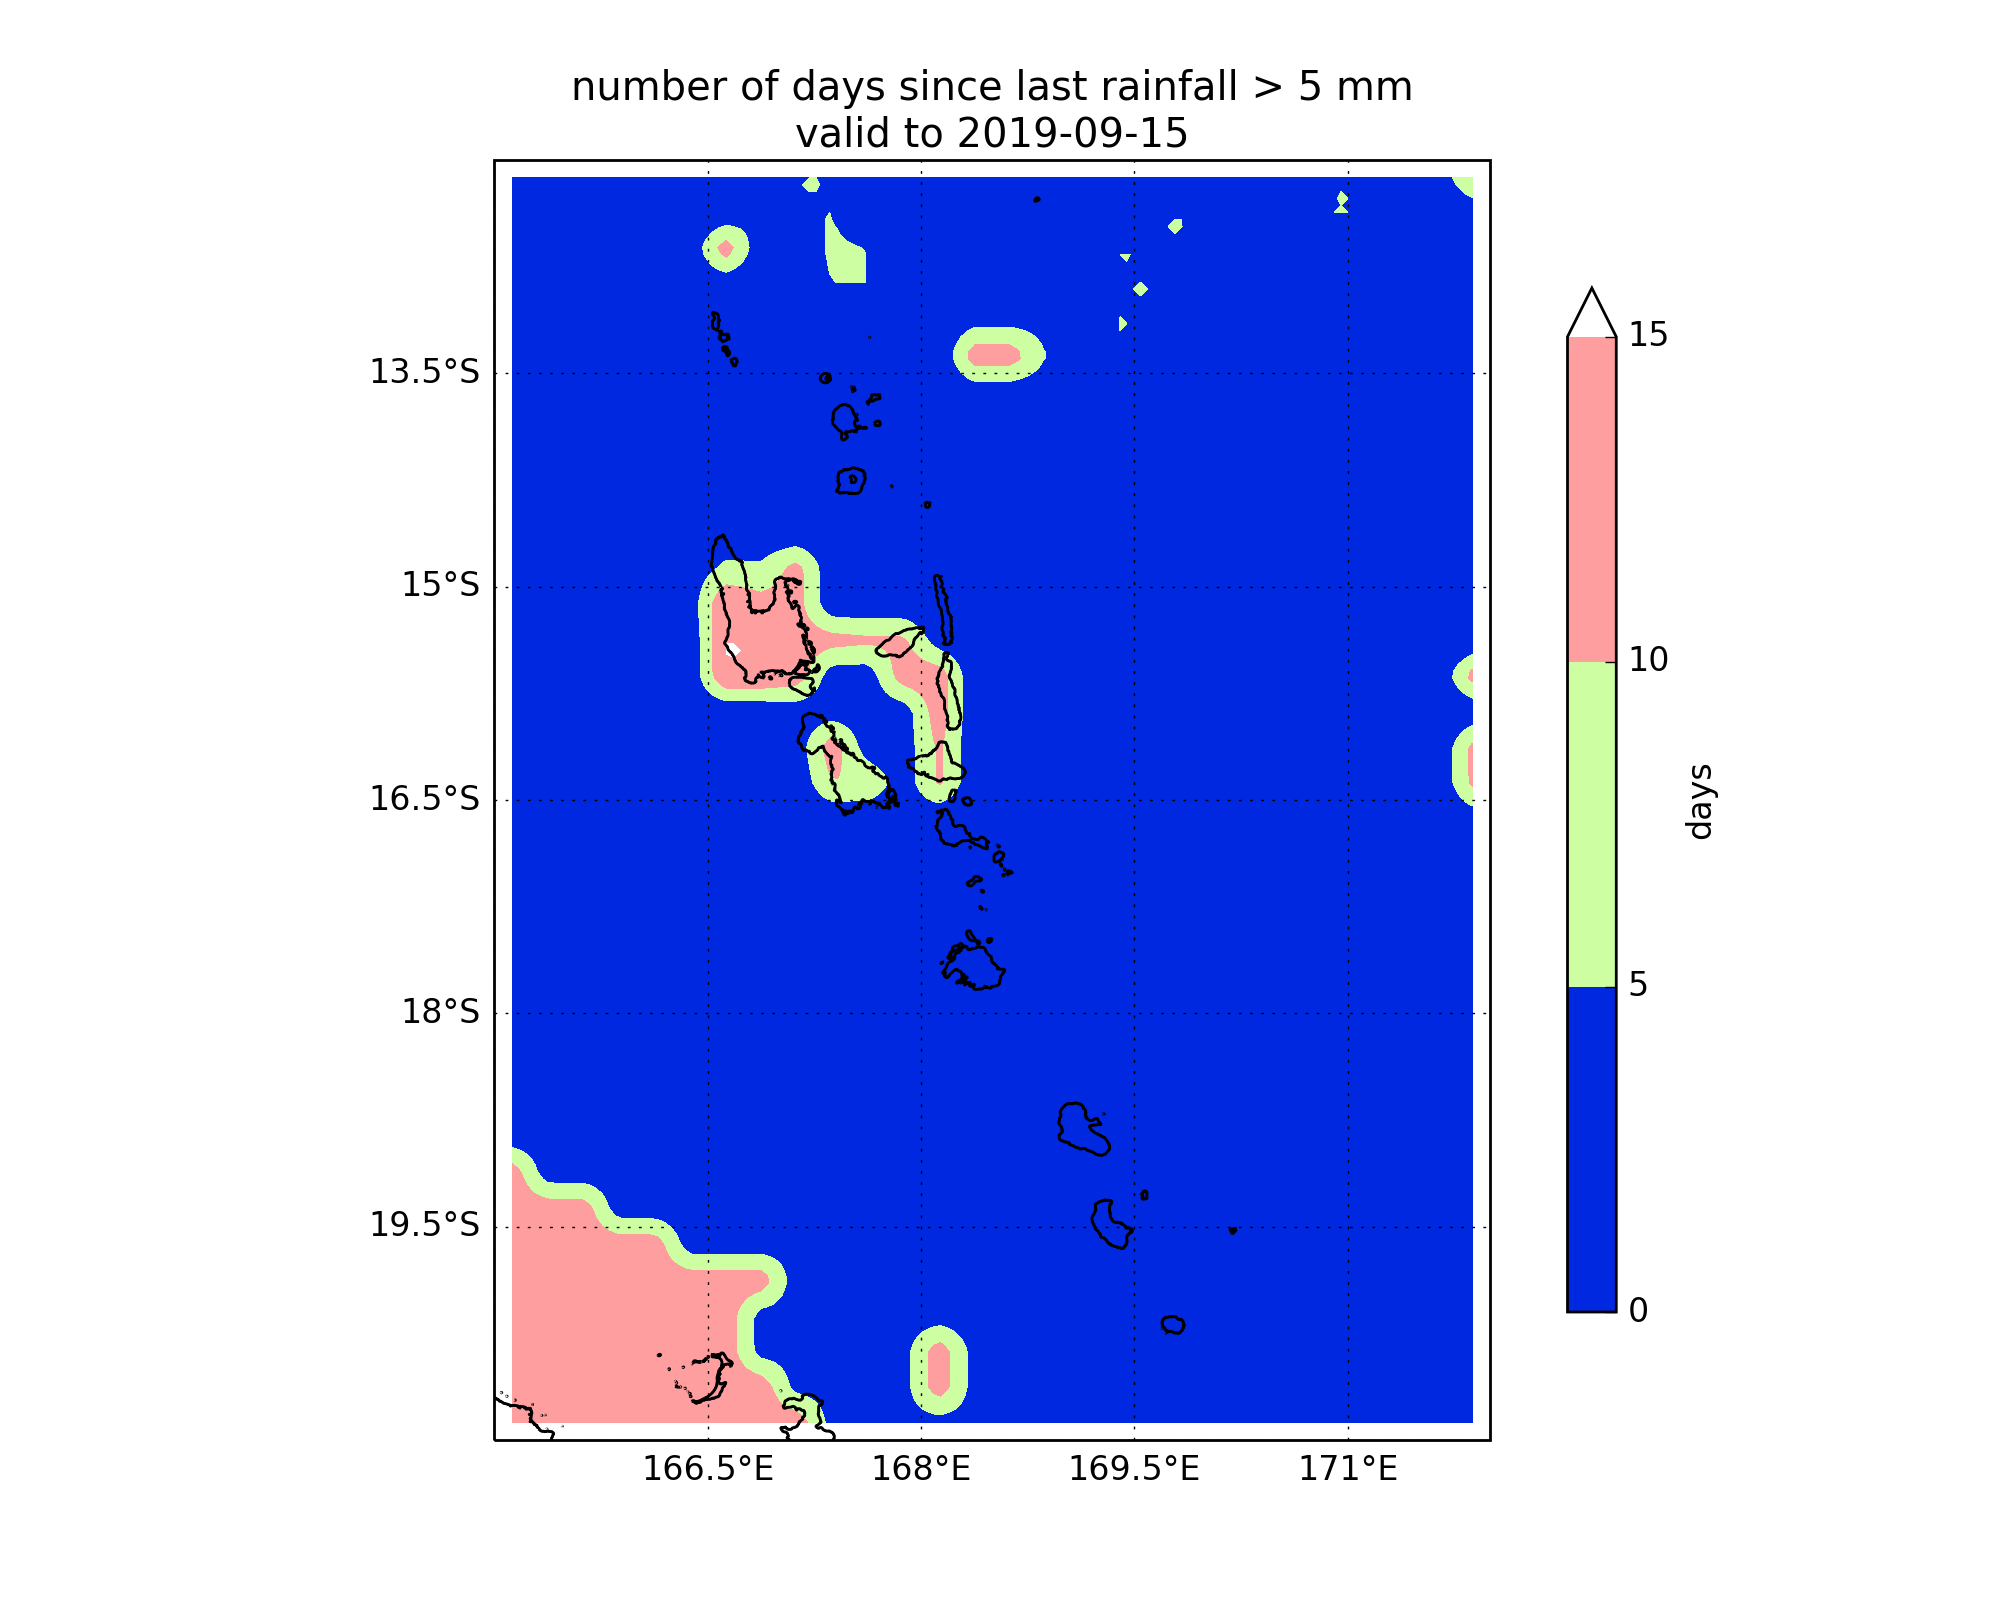 number of days since last rainfall > 5 mm
valid to 2019-09-15
13.5°S
15°S
16.5°S
18°S
19.5°S
166.5°E
168°E
169.5°E
171°E
15
10
5
0
days